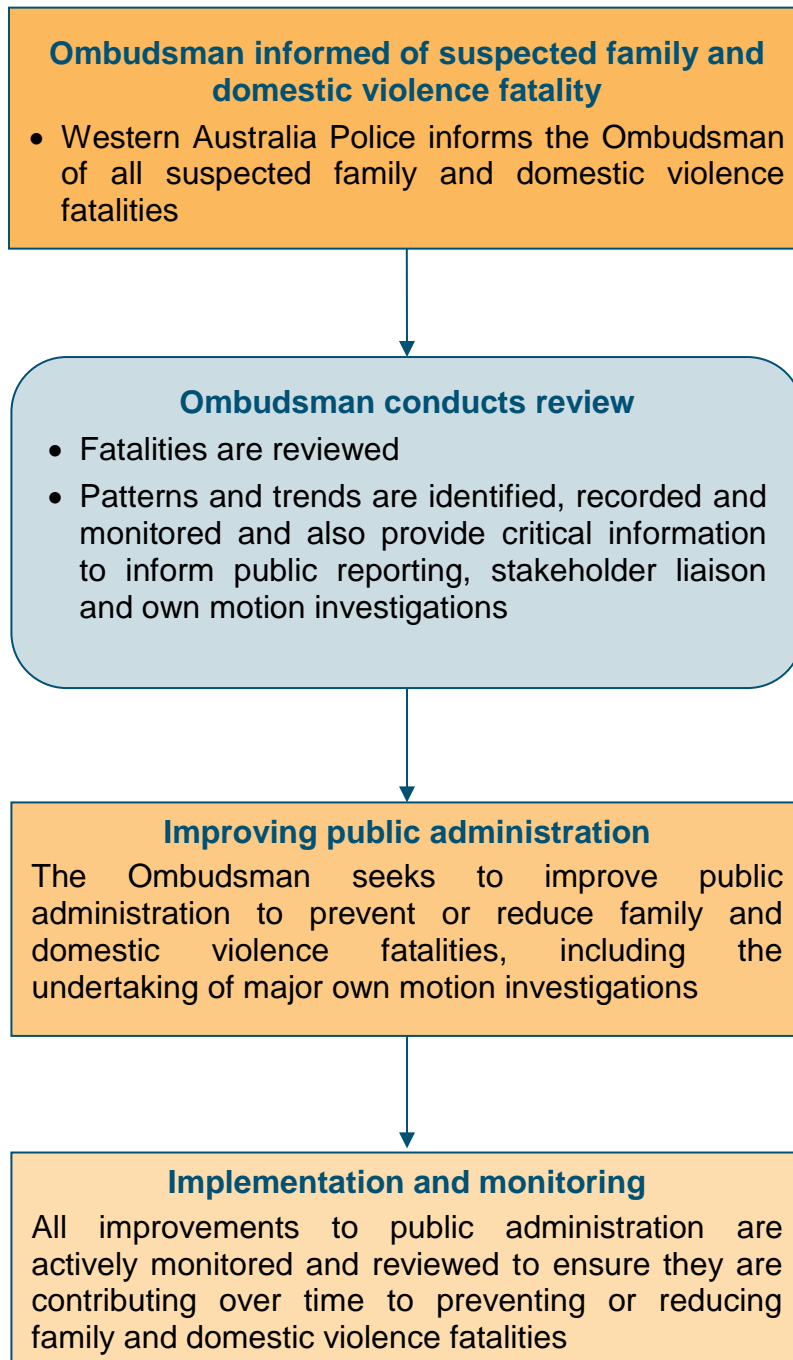 Ombudsman informed of suspected family and
domestic violence fatality
• Western Australia Police informs the Ombudsman
of all suspected family and domestic violence
fatalities
Ombudsman conducts review
• Fatalities are reviewed
• Patterns and trends are identified, recorded and
monitored and also provide critical information
to inform public reporting, stakeholder liaison
and own motion investigations
Improving public administration
The Ombudsman seeks to improve public
administration to prevent or reduce family and
domestic violence fatalities, including the
undertaking of major own motion investigations
Implementation and monitoring
All improvements to public administration are
actively monitored and reviewed to ensure they are
contributing over time to preventing or reducing
family and domestic violence fatalities